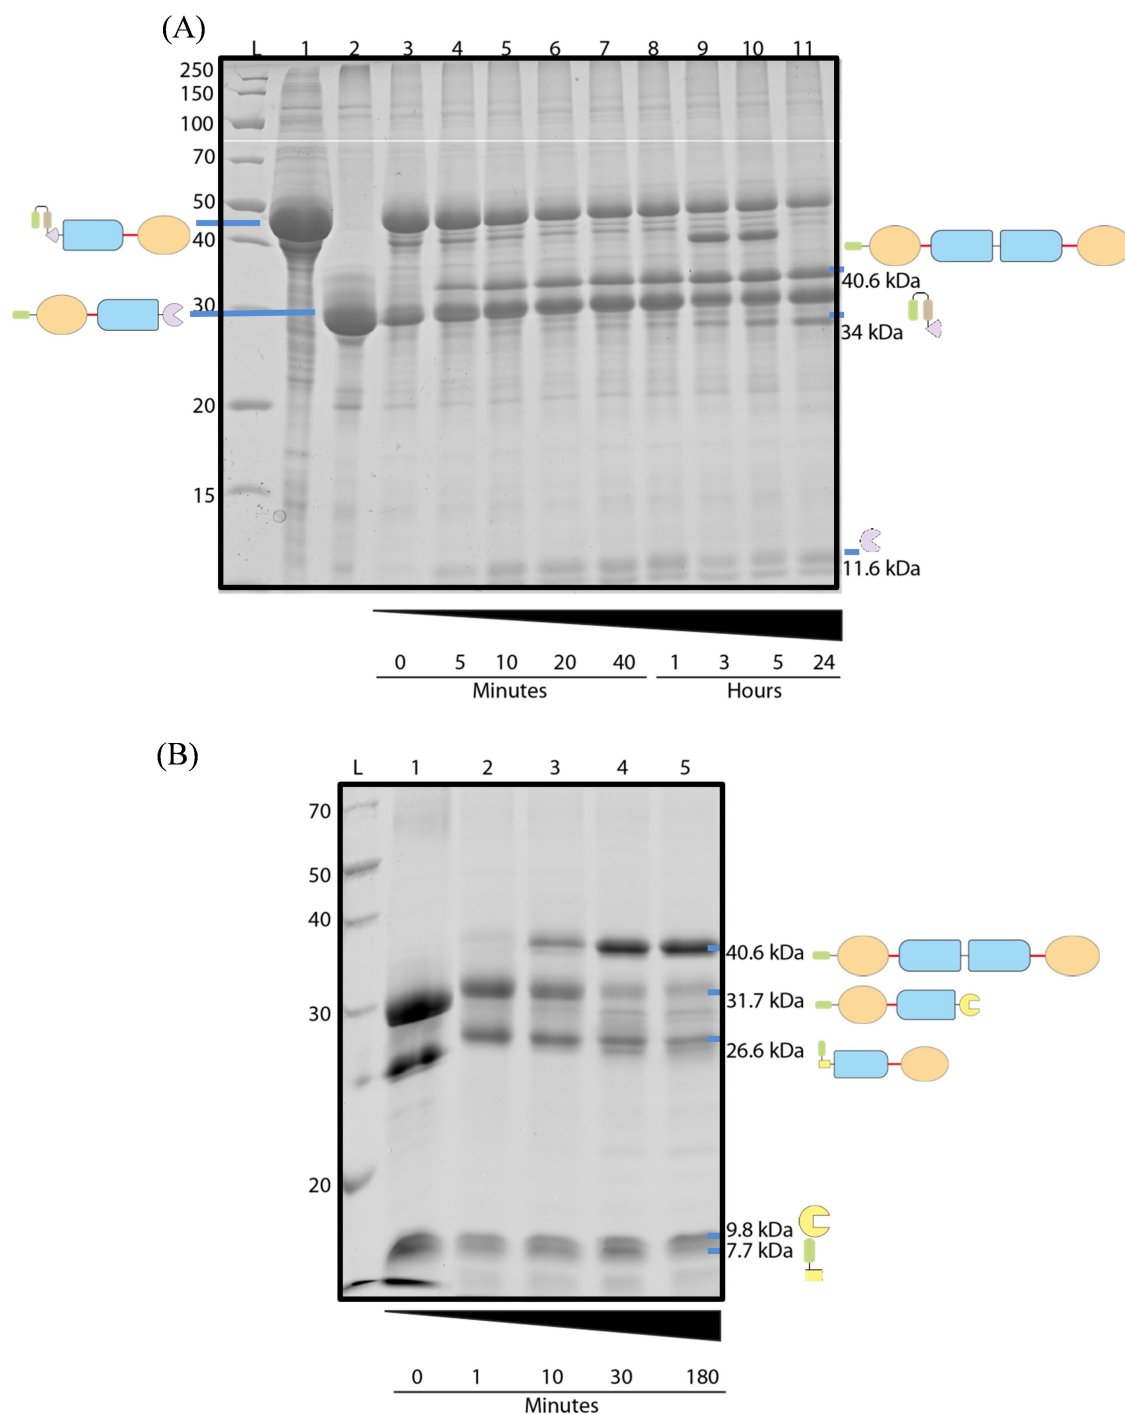 (A)
L 1 2 3 4 5 6 7 8 9 10 11
250
150
100
70
50
40
30
20
15
40.6 kDa
34 kDa
11.6 kDa
0 5 10 20 40 1 3 5 24
Minutes Hours
(B)
L 1 2 3 4 5
70
50
40
30
20
40.6 kDa
31.7 kDa
26.6 kDa
9.8 kDa
7.7 kDa
0 1 10 30 180
Minutes